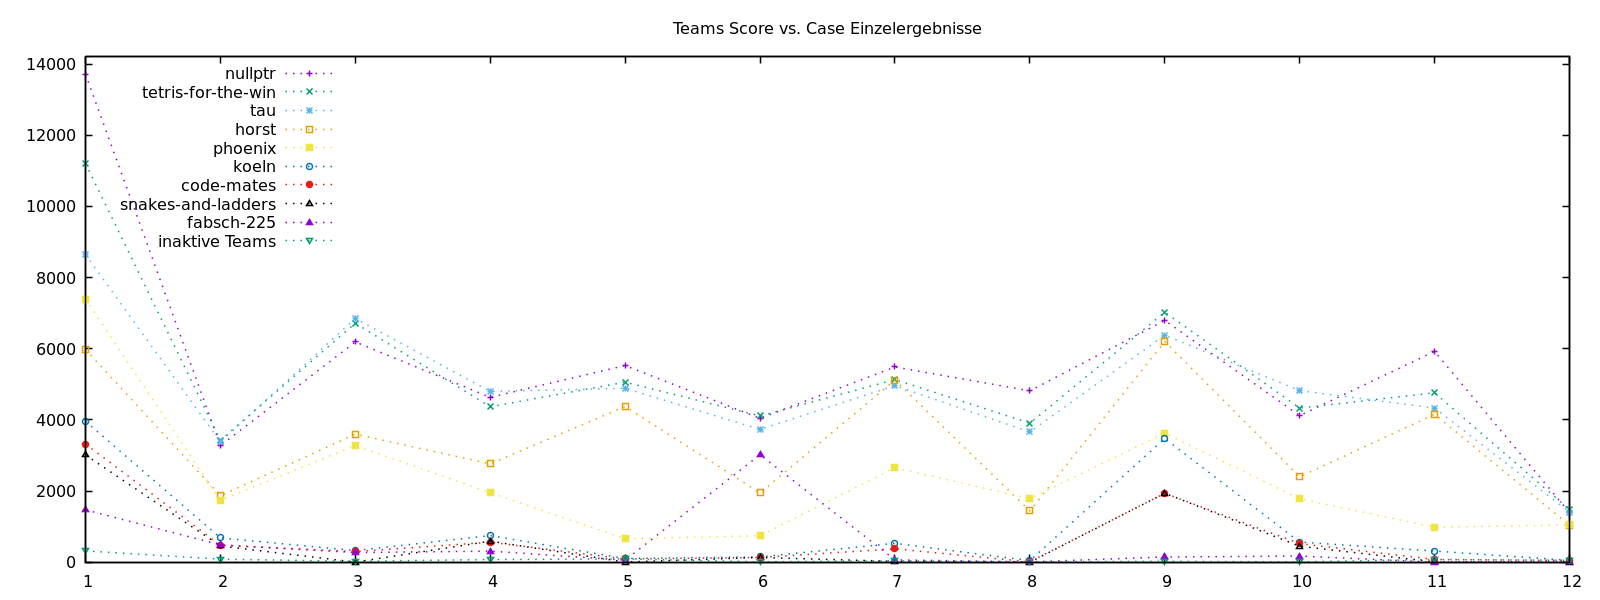 Teams Score vs. Case Einzelergebnisse
14000
12000
10000
8000
6000
4000
2000
0
nullptr
tetris-for-the-win
tau
horst
phoenix
koeln
code-mates
snakes-and-ladders
fabsch-225
inaktive Teams
1 2 3 4 5 6 7 8 9 10 11 12